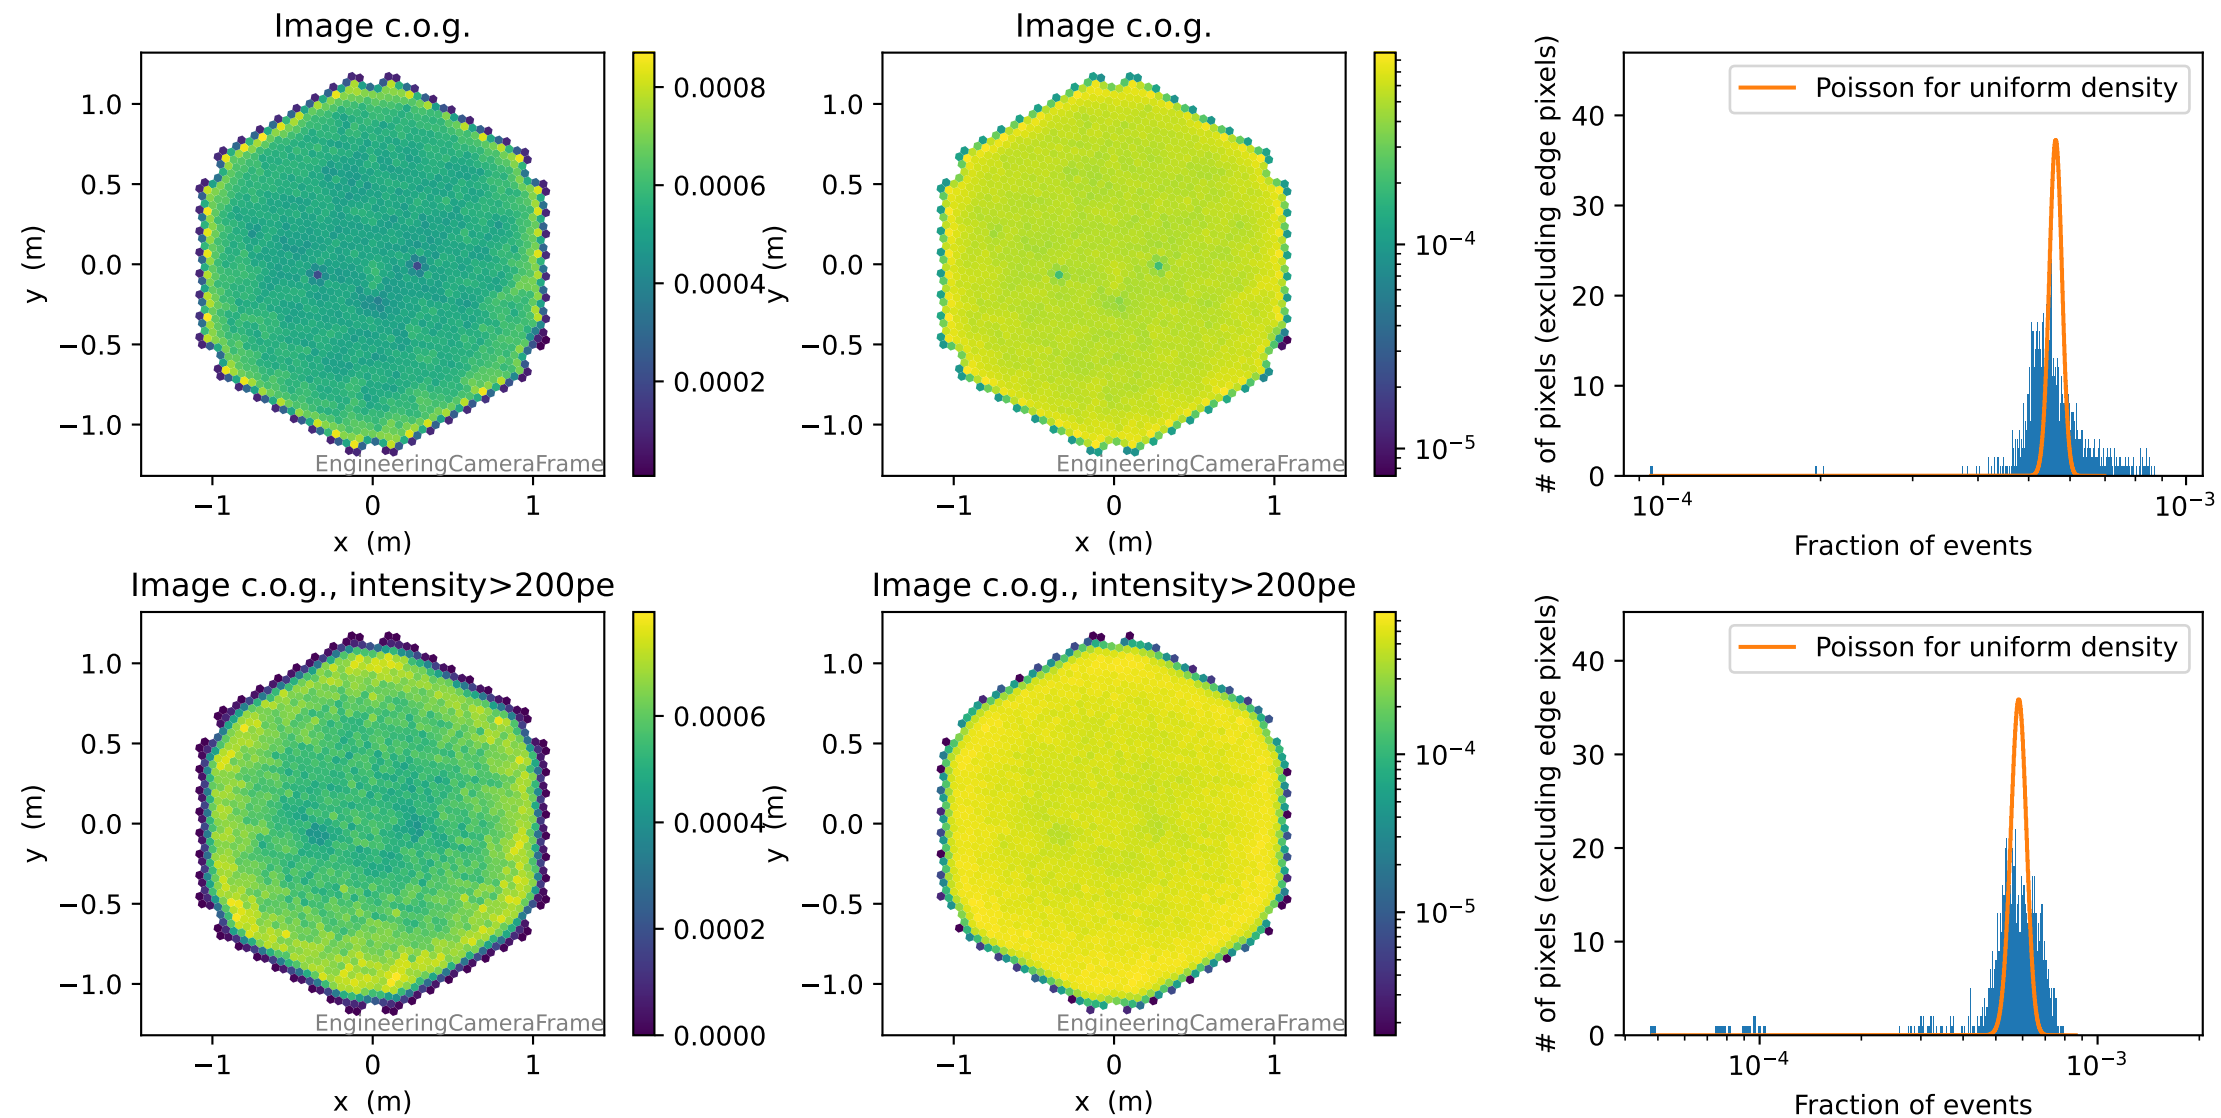 Image c.o.g.
1.0
0.5
0.0
−0.5
−1.0
y (m)
−1
0
1
x (m)
EngineeringCameraFrame
0.0008
0.0006
0.0004
0.0002
Image c.o.g.
1.0
0.5
0.0
−0.5
−1.0
y (m)
−1
0
1
x (m)
EngineeringCameraFrame
10⁻⁴
10⁻⁵
Poisson for uniform density
# of pixels (excluding edge pixels)
40
30
20
10
0
10⁻⁴
10⁻³
Fraction of events
Image c.o.g., intensity>200pe
1.0
0.5
0.0
−0.5
−1.0
y (m)
−1
0
1
x (m)
EngineeringCameraFrame
0.0006
0.0004
0.0002
0.0000
Image c.o.g., intensity>200pe
1.0
0.5
0.0
−0.5
−1.0
y (m)
−1
0
1
x (m)
EngineeringCameraFrame
10⁻⁴
10⁻⁵
Poisson for uniform density
# of pixels (excluding edge pixels)
40
30
20
10
0
10⁻⁴
10⁻³
Fraction of events